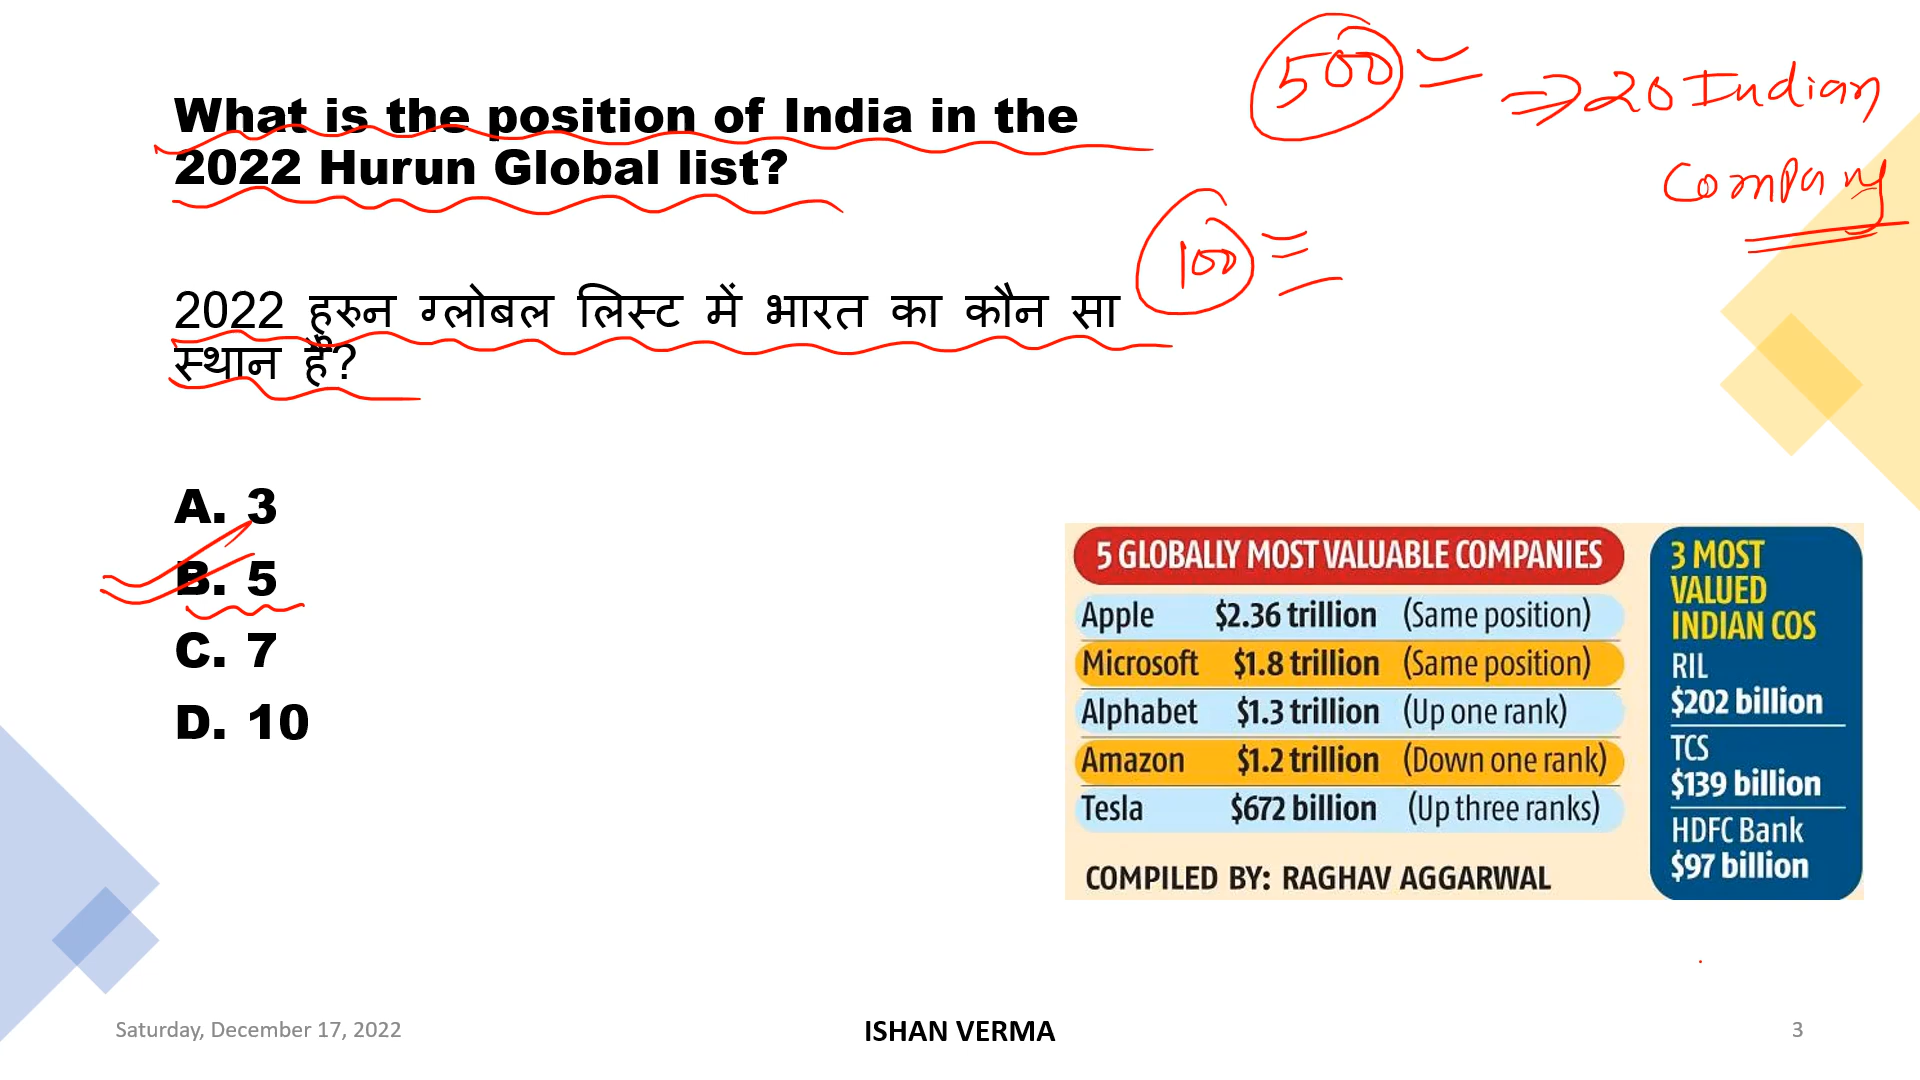 What is the position of India in the
2022 Hurun Global list?
500 = ⇒ 20 Indian
Company
100 =
2022 हुरुन ग्लोबल लिस्ट में भारत का कौन सा
स्थान है?
A. 3
B. 5
C. 7
D. 10
5 GLOBALLY MOST VALUABLE COMPANIES
Apple $2.36 trillion (Same position)
Microsoft $1.8 trillion (Same position)
Alphabet $1.3 trillion (Up one rank)
Amazon $1.2 trillion (Down one rank)
Tesla $672 billion (Up three ranks)
COMPILED BY: RAGHAV AGGARWAL
3 MOST
VALUED
INDIAN COS
RIL
$202 billion
TCS
$139 billion
HDFC Bank
$97 billion
Saturday, December 17, 2022
ISHAN VERMA
3